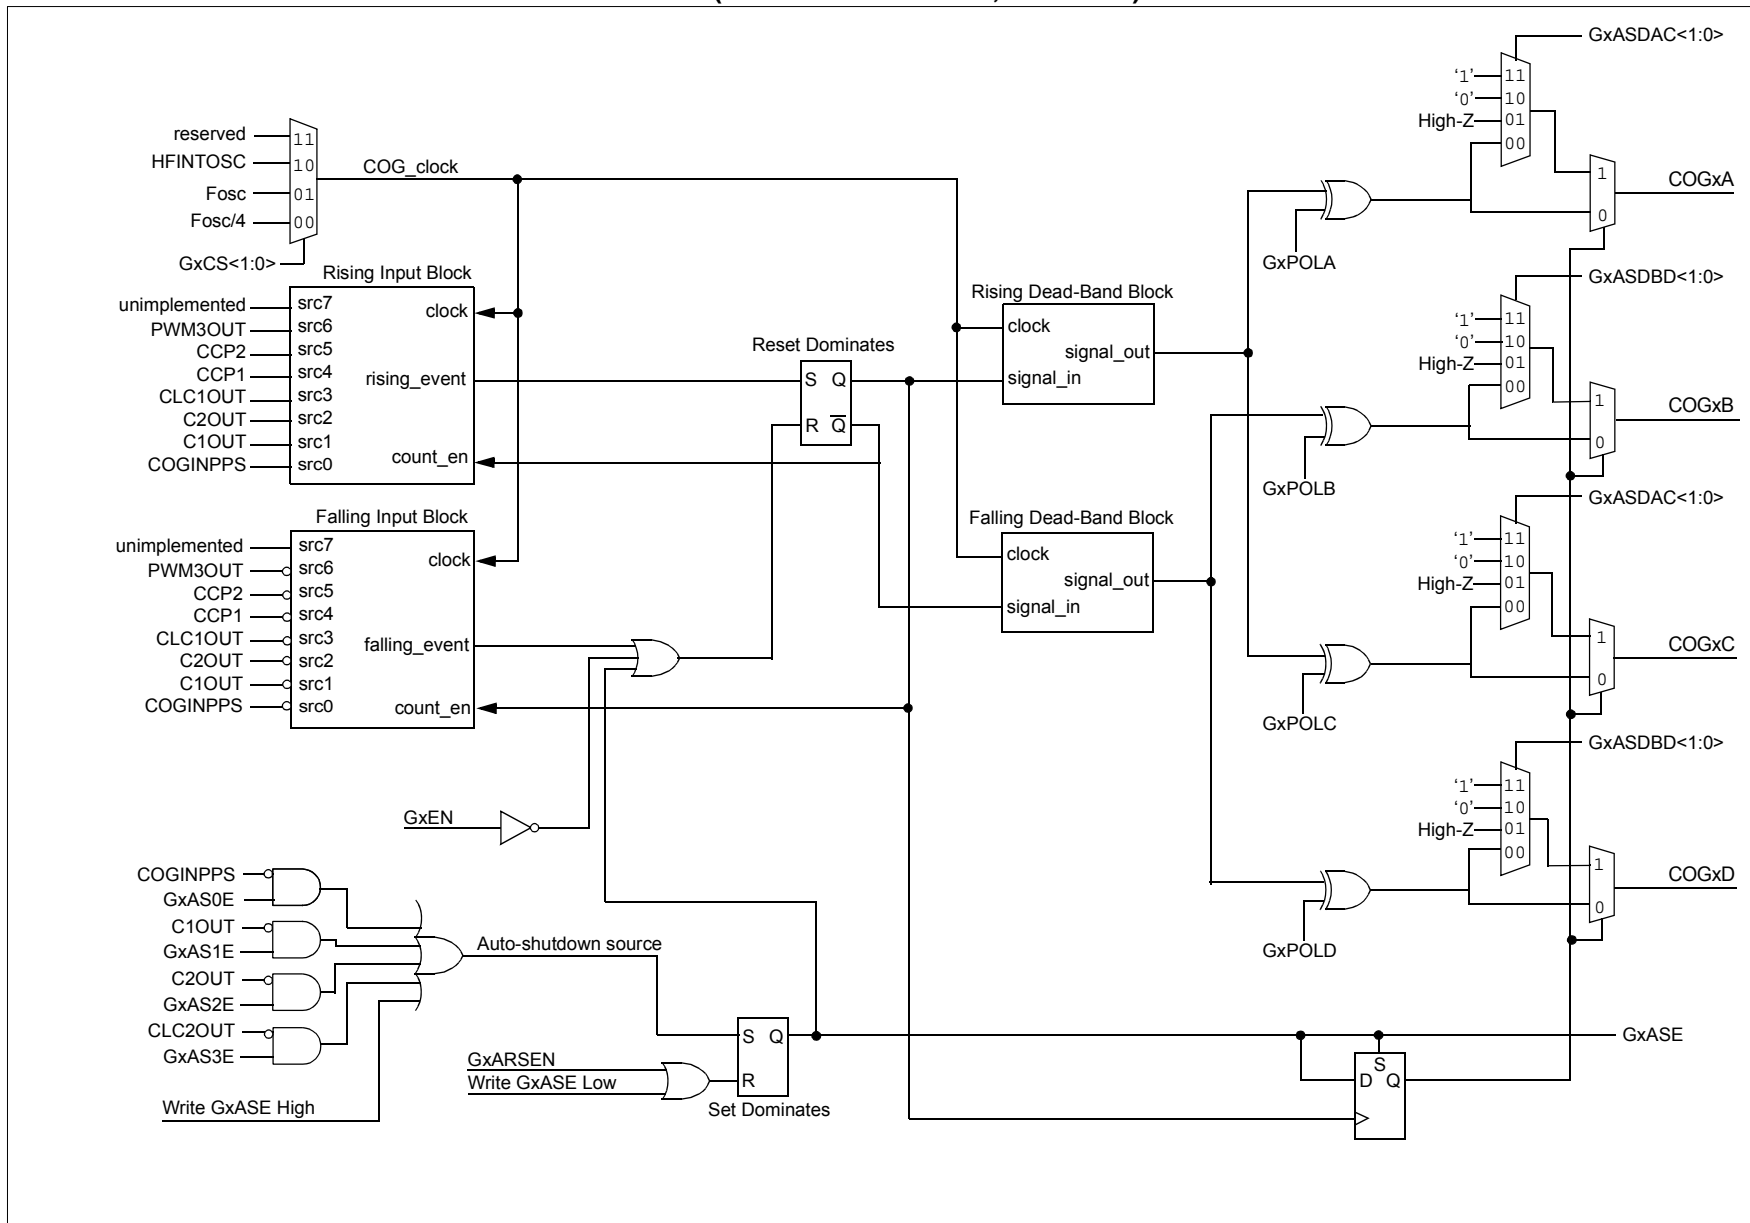 GxASDAC<1:0>
‘1’ 11
‘0’ 10
High-Z 01
00
1
0
COGxA
GxPOLA
reserved 11
HFINTOSC 10
Fosc 01
Fosc/4 00
GxCS<1:0>
COG_clock
Rising Input Block
unimplemented src7
PWM3OUT src6
CCP2 src5
CCP1 src4
CLC1OUT src3
C2OUT src2
C1OUT src1
COGINPPS src0
clock
rising_event
count_en
Reset Dominates
S Q
R Q
Rising Dead-Band Block
clock
signal_out
signal_in
GxASDBD<1:0>
‘1’ 11
‘0’ 10
High-Z 01
00
1
0
COGxB
GxPOLB
Falling Input Block
unimplemented src7
PWM3OUT src6
CCP2 src5
CCP1 src4
CLC1OUT src3
C2OUT src2
C1OUT src1
COGINPPS src0
clock
falling_event
count_en
Falling Dead-Band Block
clock
signal_out
signal_in
GxASDAC<1:0>
‘1’ 11
‘0’ 10
High-Z 01
00
1
0
COGxC
GxPOLC
GxASDBD<1:0>
‘1’ 11
‘0’ 10
High-Z 01
00
1
0
COGxD
GxPOLD
GxEN
COGINPPS
GxAS0E
C1OUT
GxAS1E
C2OUT
GxAS2E
CLC2OUT
GxAS3E
Write GxASE High
Auto-shutdown source
GxARSEN
Write GxASE Low
S Q
R
Set Dominates
GxASE
S
D Q